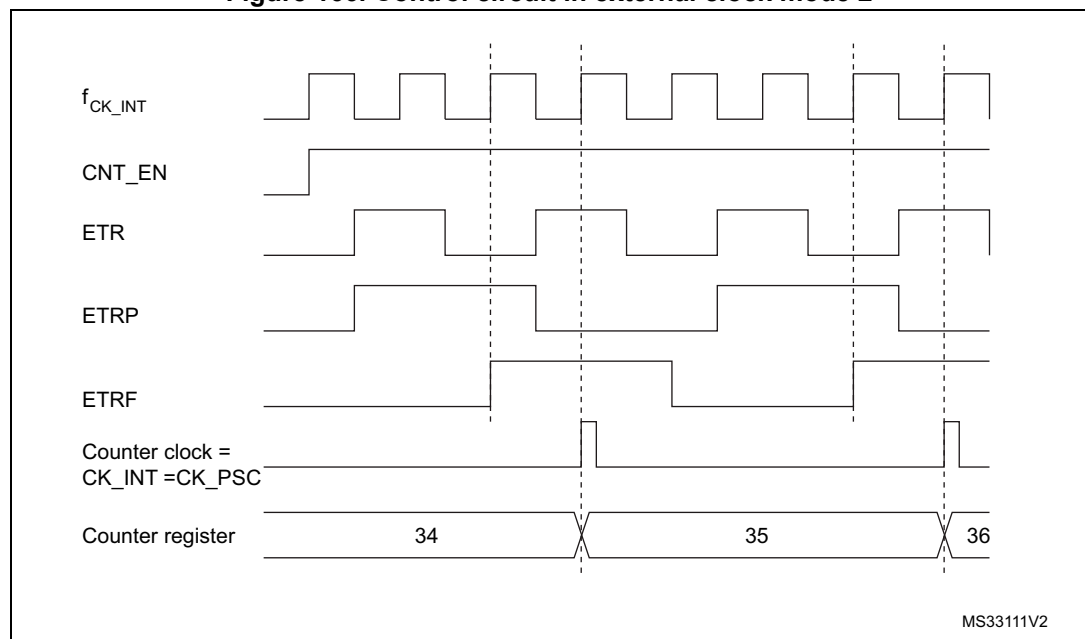 Figure 133. Control circuit in external clock mode 2
fCK_INT
CNT_EN
ETR
ETRP
ETRF
Counter clock =
CK_INT =CK_PSC
Counter register
34
35
36
MS33111V2